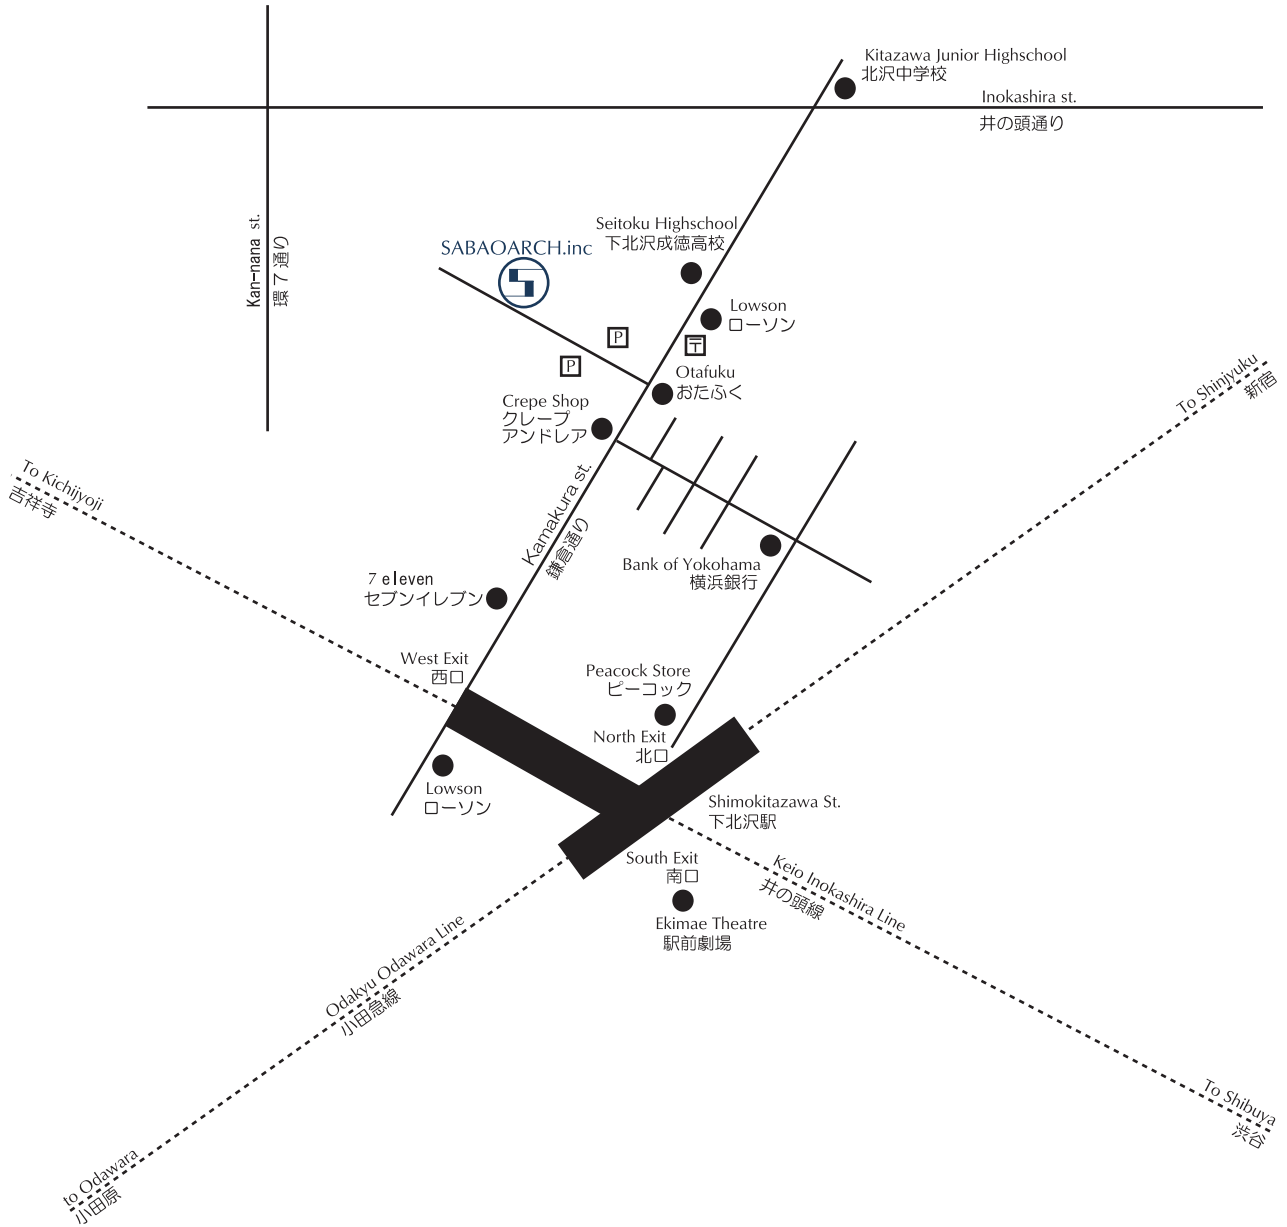 Kitazawa Junior Highschool
北沢中学校
Inokashira st.
井の頭通り
Kan-nana st.
環7通り
Seitoku Highschool
下北沢成徳高校
SABAOARCH.inc
Lowson
ローソン
P
〒
P
Otafuku
おたふく
Crepe Shop
クレープ
アンドレア
To Shinjyuku
新宿
To Kichijyoji
吉祥寺
Kamakura st.
鎌倉通り
Bank of Yokohama
横浜銀行
7 eleven
セブンイレブン
West Exit
西口
Peacock Store
ピーコック
North Exit
北口
Lowson
ローソン
Shimokitazawa St.
下北沢駅
South Exit
南口
Keio Inokashira Line
井の頭線
Ekimae Theatre
駅前劇場
Odakyu Odawara Line
小田急線
To Shibuya
渋谷
to Odawara
小田原